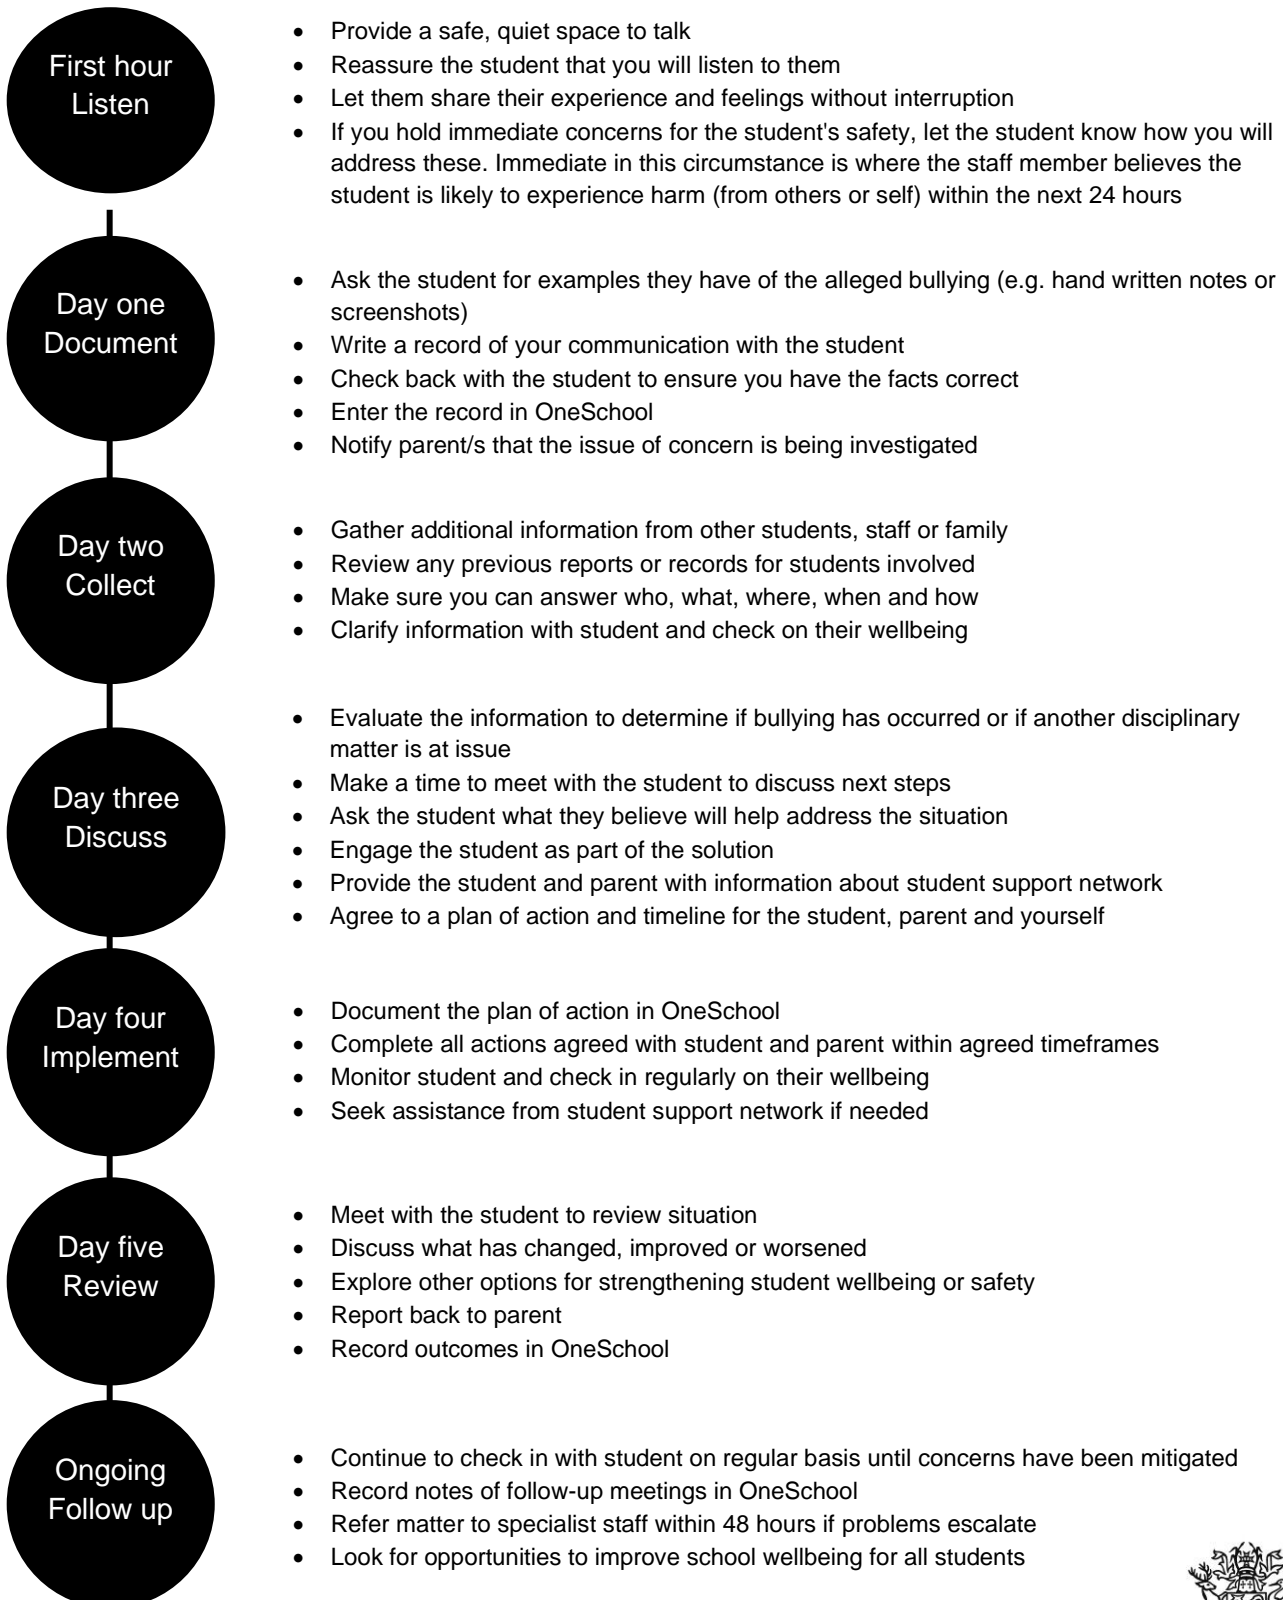 First hour
Listen
• Provide a safe, quiet space to talk
• Reassure the student that you will listen to them
• Let them share their experience and feelings without interruption
• If you hold immediate concerns for the student's safety, let the student know how you will
address these. Immediate in this circumstance is where the staff member believes the
student is likely to experience harm (from others or self) within the next 24 hours
Day one
Document
• Ask the student for examples they have of the alleged bullying (e.g. hand written notes or
screenshots)
• Write a record of your communication with the student
• Check back with the student to ensure you have the facts correct
• Enter the record in OneSchool
• Notify parent/s that the issue of concern is being investigated
Day two
Collect
• Gather additional information from other students, staff or family
• Review any previous reports or records for students involved
• Make sure you can answer who, what, where, when and how
• Clarify information with student and check on their wellbeing
Day three
Discuss
• Evaluate the information to determine if bullying has occurred or if another disciplinary
matter is at issue
• Make a time to meet with the student to discuss next steps
• Ask the student what they believe will help address the situation
• Engage the student as part of the solution
• Provide the student and parent with information about student support network
• Agree to a plan of action and timeline for the student, parent and yourself
Day four
Implement
• Document the plan of action in OneSchool
• Complete all actions agreed with student and parent within agreed timeframes
• Monitor student and check in regularly on their wellbeing
• Seek assistance from student support network if needed
Day five
Review
• Meet with the student to review situation
• Discuss what has changed, improved or worsened
• Explore other options for strengthening student wellbeing or safety
• Report back to parent
• Record outcomes in OneSchool
Ongoing
Follow up
• Continue to check in with student on regular basis until concerns have been mitigated
• Record notes of follow-up meetings in OneSchool
• Refer matter to specialist staff within 48 hours if problems escalate
• Look for opportunities to improve school wellbeing for all students